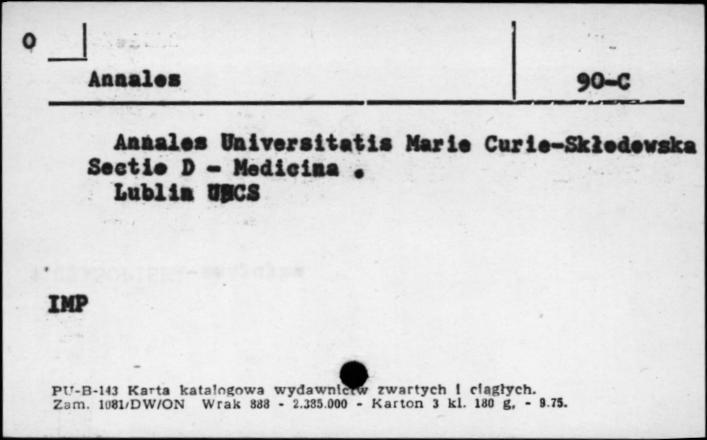 O
Annales 90-C
Annales Universitatis Marie Curie-Skłodowska
Sectio D - Medicina .
Lublin UMCS
IMP
PU-B-143 Karta katalogowa wydawnictw zwartych i ciągłych.
Zam. 1081/DW/ON Wrak 888 - 2.385.000 - Karton 3 kl. 180 g, - 9.75.